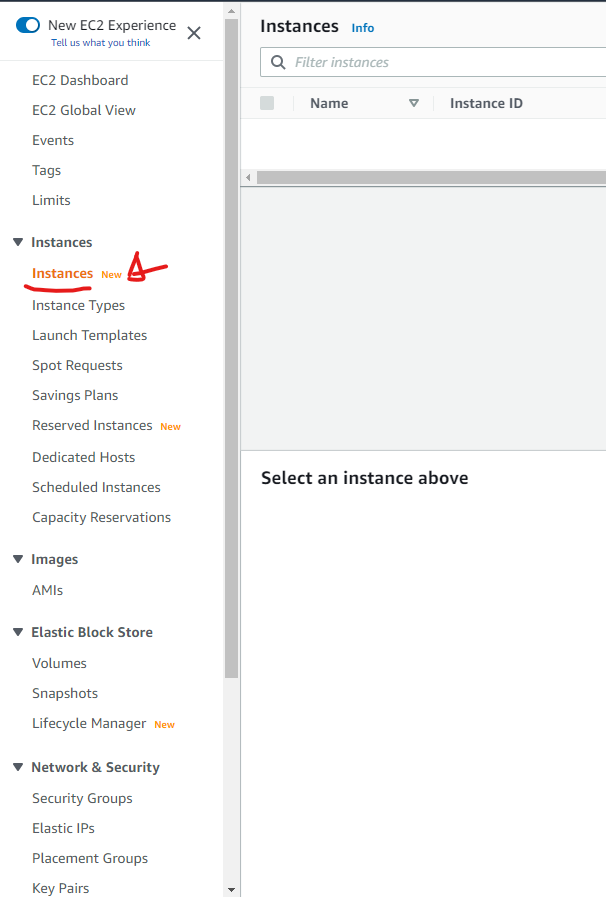 New EC2 Experience
Tell us what you think
EC2 Dashboard
EC2 Global View
Events
Tags
Limits
Instances
Instances New
Instance Types
Launch Templates
Spot Requests
Savings Plans
Reserved Instances New
Dedicated Hosts
Scheduled Instances
Capacity Reservations
Images
AMIs
Elastic Block Store
Volumes
Snapshots
Lifecycle Manager New
Network & Security
Security Groups
Elastic IPs
Placement Groups
Key Pairs
Instances Info
Filter instances
Name Instance ID
Select an instance above